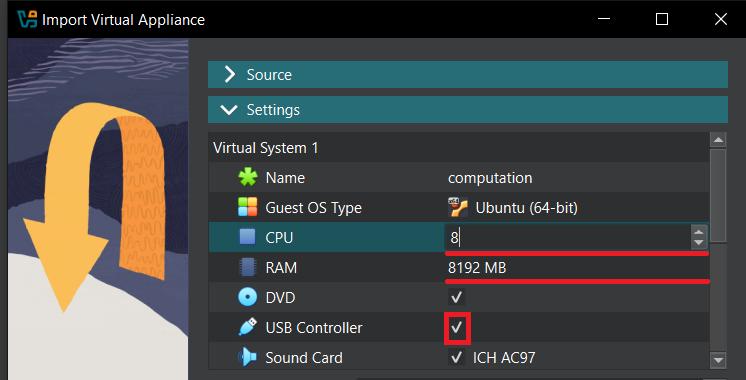 Import Virtual Appliance
Source
Settings
Virtual System 1
Name computation
Guest OS Type Ubuntu (64-bit)
CPU 8
RAM 8192 MB
DVD
USB Controller
Sound Card ICH AC97